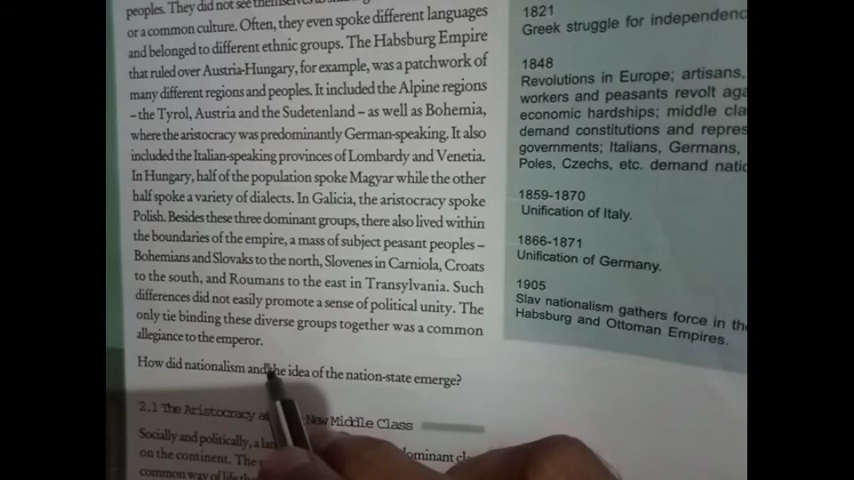 peoples. They did not see
or a common culture. Often, they even spoke different languages
and belonged to different ethnic groups. The Habsburg Empire
that ruled over Austria-Hungary, for example, was a patchwork of
many different regions and peoples. It included the Alpine regions
– the Tyrol, Austria and the Sudetenland – as well as Bohemia,
where the aristocracy was predominantly German-speaking. It also
included the Italian-speaking provinces of Lombardy and Venetia.
In Hungary, half of the population spoke Magyar while the other
half spoke a variety of dialects. In Galicia, the aristocracy spoke
Polish. Besides these three dominant groups, there also lived within
the boundaries of the empire, a mass of subject peasant peoples –
Bohemians and Slovaks to the north, Slovenes in Carniola, Croats
to the south, and Roumans to the east in Transylvania. Such
differences did not easily promote a sense of political unity. The
only tie binding these diverse groups together was a common
allegiance to the emperor.
How did nationalism and the idea of the nation-state emerge?
2.1 The Aristocracy New Middle Class
Socially and politically, a
on the continent. The
common way of
1821
Greek struggle for
1848
Revolutions in Europe; artisans,
workers and peasants revolt
economic hardships; middle
demand constitutions and
governments; Italians, Germans,
Poles, Czechs, etc. demand
1859-1870
Unification of Italy.
1866-1871
Unification of Germany.
1905
Slav nationalism gathers force in
Habsburg and Ottoman Empires.